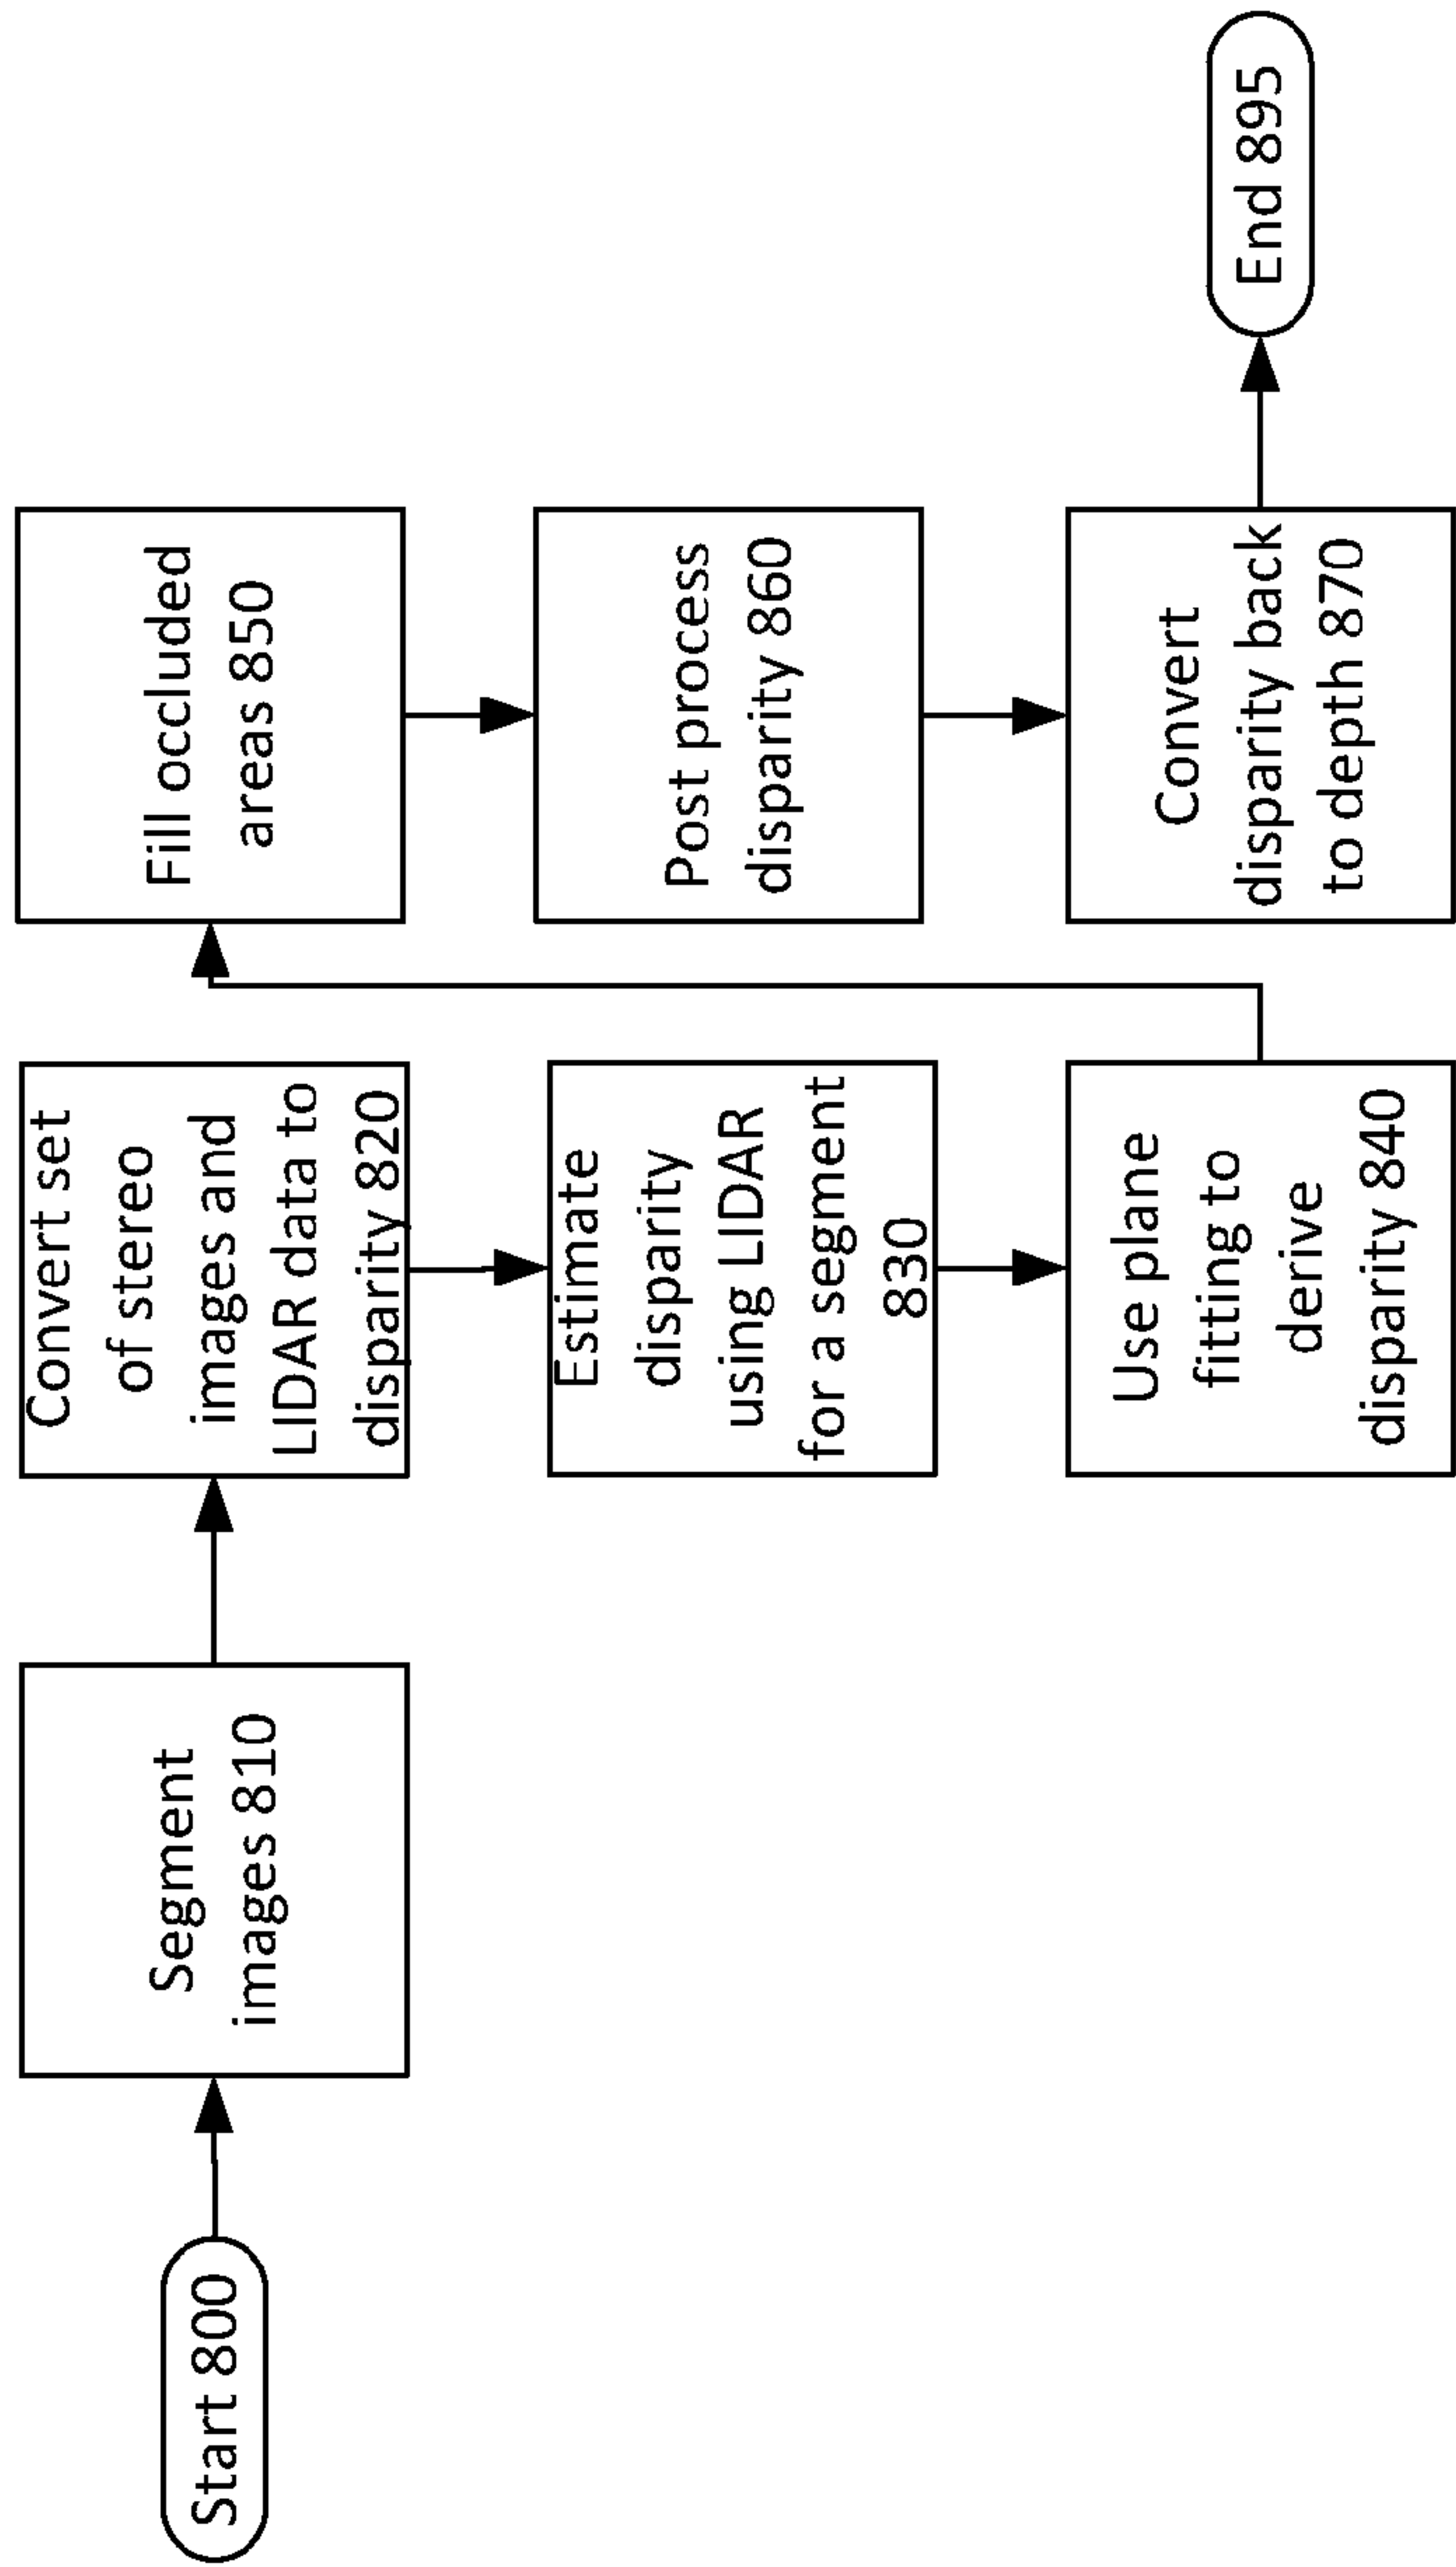 Start 800
Segment
images 810
Convert set
of stereo
images and
LIDAR data to
disparity 820
Estimate
disparity
using LIDAR
for a segment
830
Use plane
fitting to
derive
disparity 840
Fill occluded
areas 850
Post process
disparity 860
Convert
disparity back
to depth 870
End 895